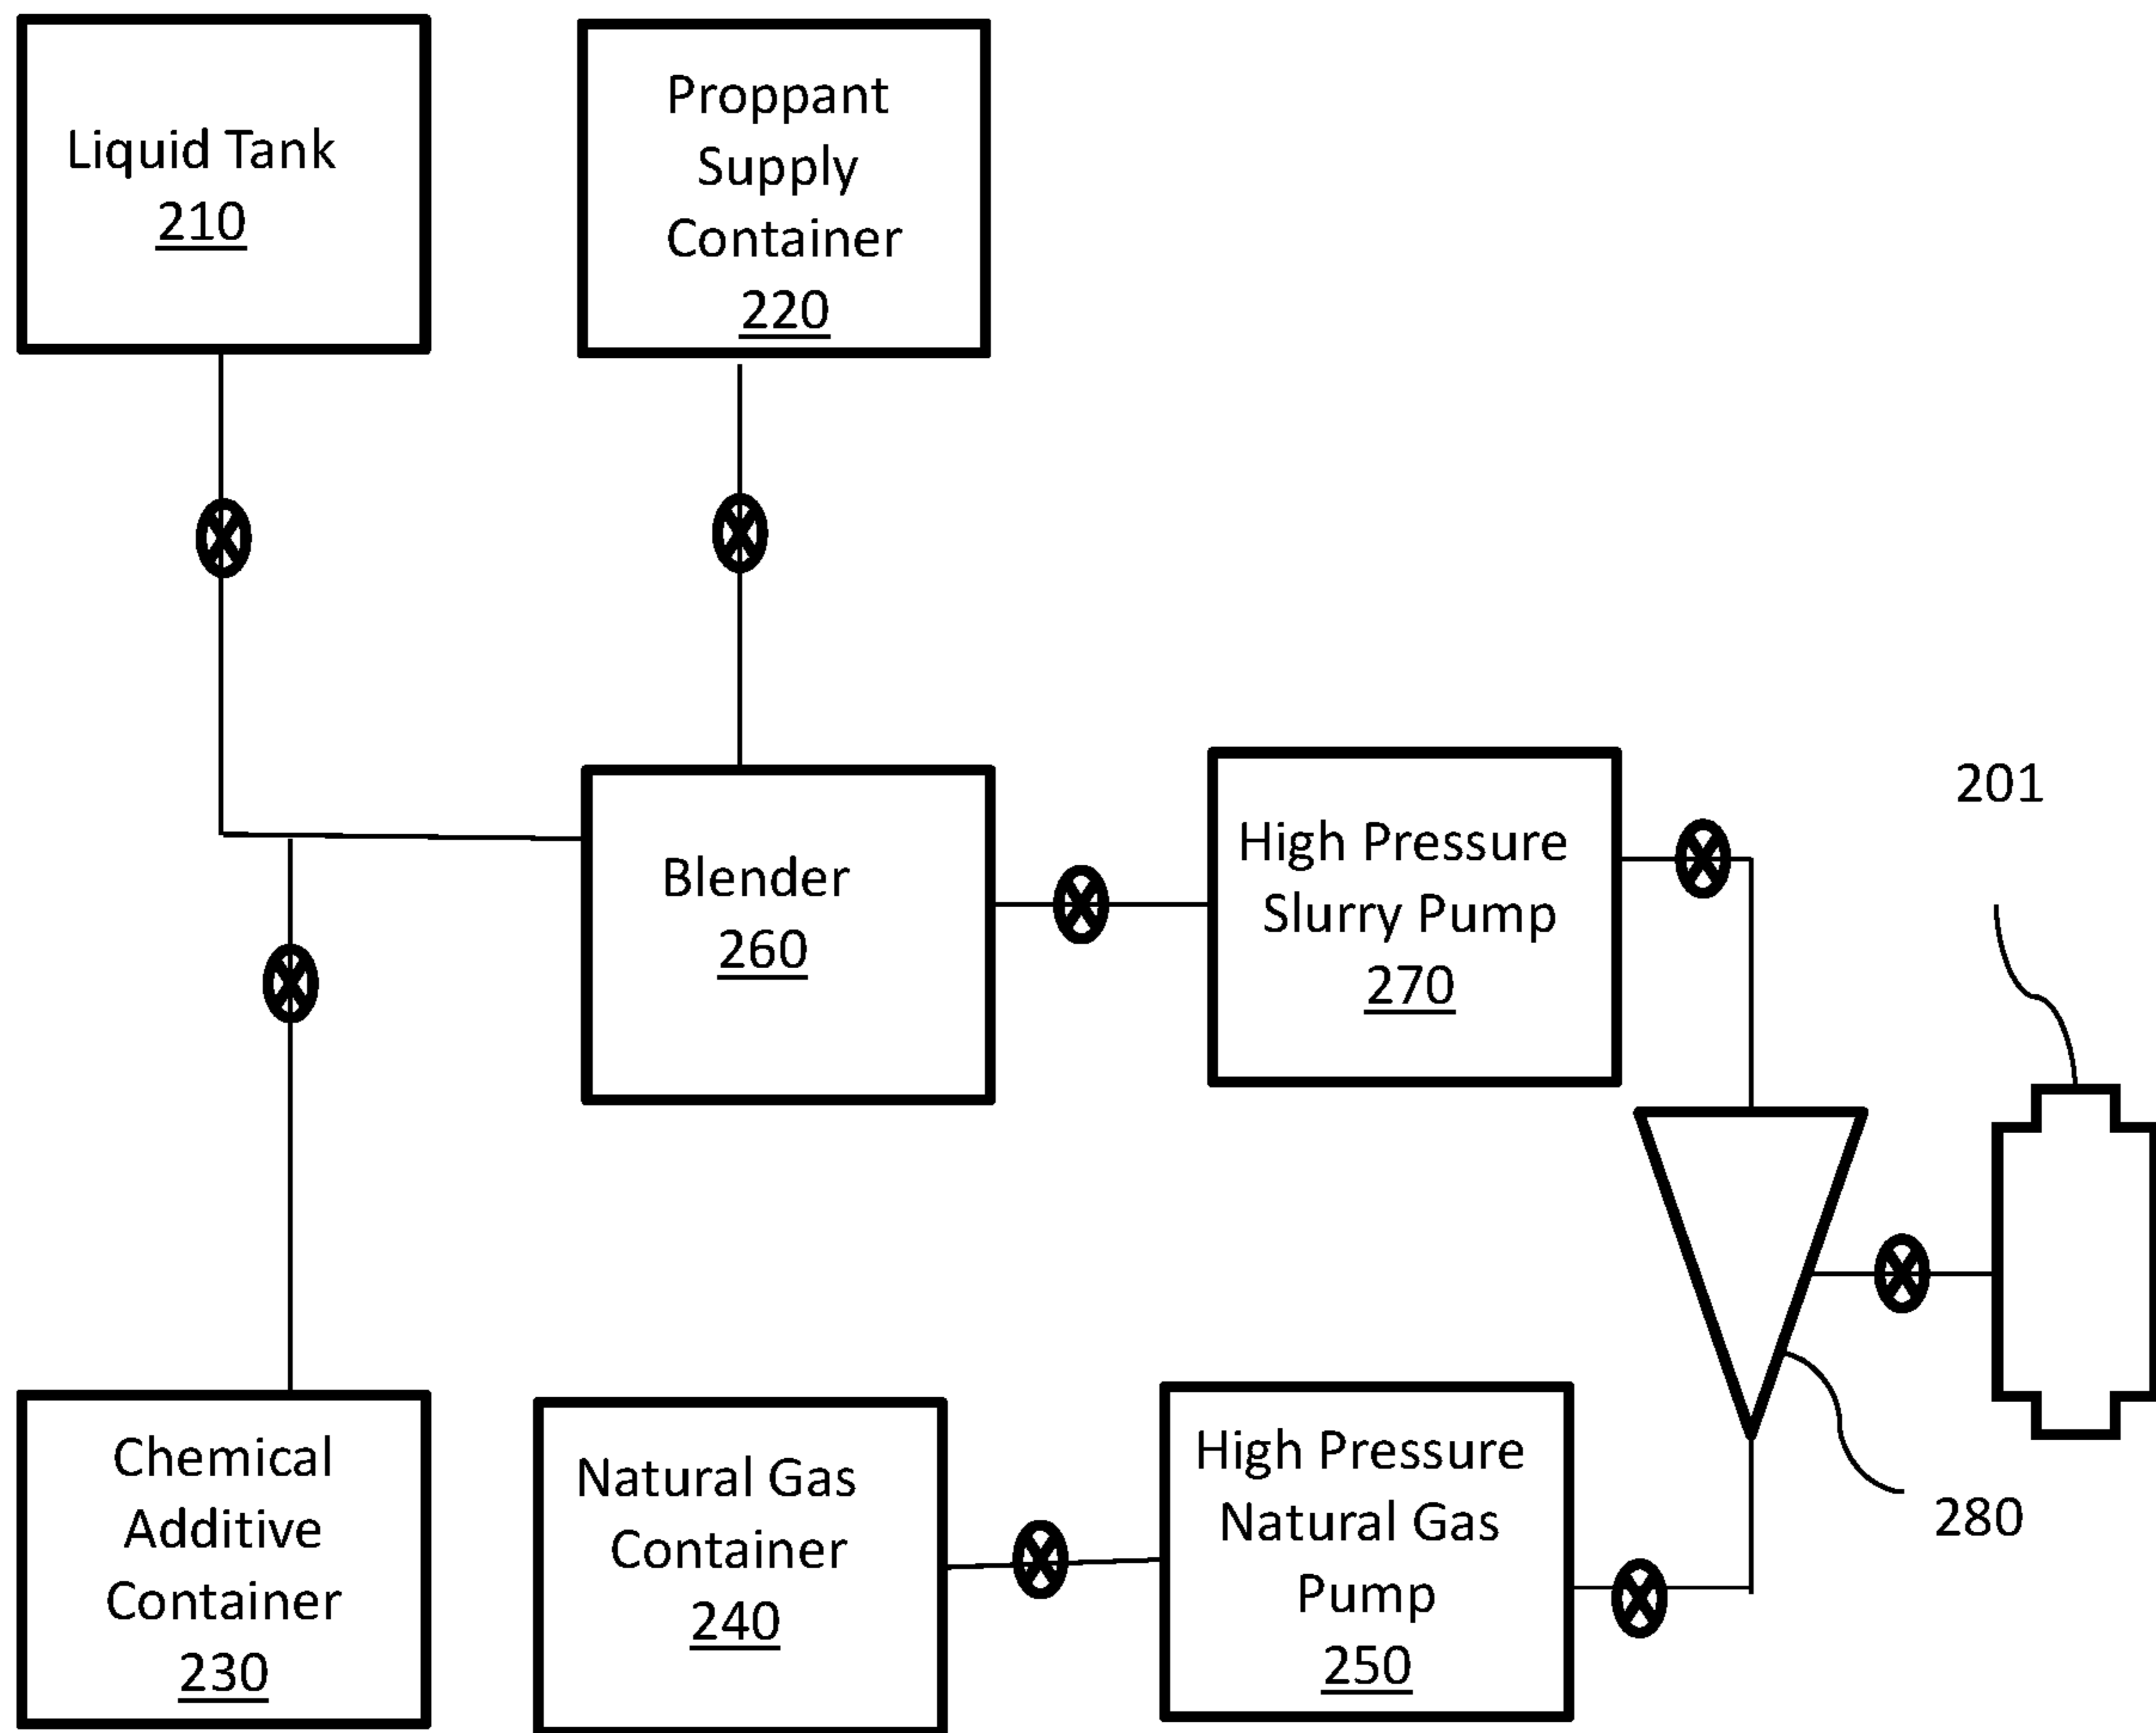 Liquid Tank
210
Proppant
Supply
Container
220
Blender
260
High Pressure
Slurry Pump
270
201
Chemical
Additive
Container
230
Natural Gas
Container
240
High Pressure
Natural Gas
Pump
250
280